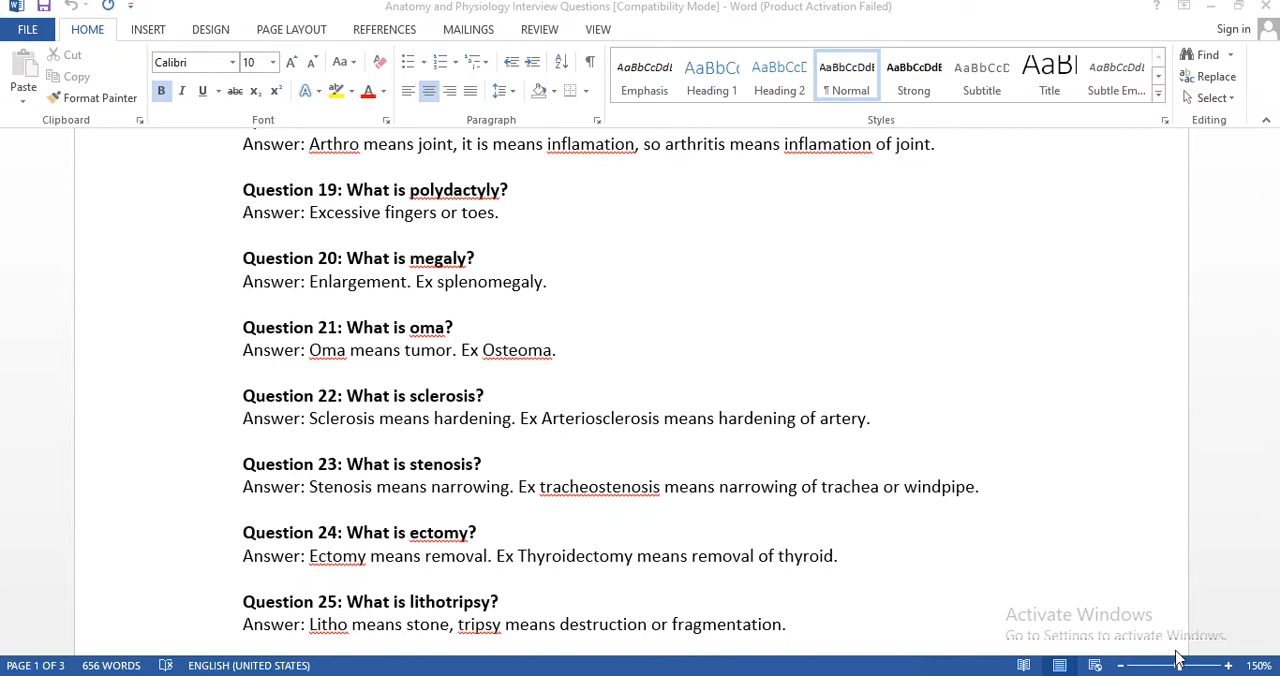 Anatomy and Physiology Interview Questions [Compatibility Mode] - Word (Product Activation Failed)
? 
FILE HOME INSERT DESIGN PAGE LAYOUT REFERENCES MAILINGS REVIEW VIEW Sign in
Paste Cut Copy Format Painter
Calibri 10
AaBbCcDdI AaBbCc AaBbCcD AaBbCcDdE AaBbCcDdE AaBbCcD AaBl AaBbCcDdl
Emphasis Heading 1 Heading 2 ¶ Normal Strong Subtitle Title Subtle Em...
Find Replace Select
Clipboard Font Paragraph Styles Editing
Answer: Arthro means joint, it is means inflamation, so arthritis means inflamation of joint.
Question 19: What is polydactyly?
Answer: Excessive fingers or toes.
Question 20: What is megaly?
Answer: Enlargement. Ex splenomegaly.
Question 21: What is oma?
Answer: Oma means tumor. Ex Osteoma.
Question 22: What is sclerosis?
Answer: Sclerosis means hardening. Ex Arteriosclerosis means hardening of artery.
Question 23: What is stenosis?
Answer: Stenosis means narrowing. Ex tracheostenosis means narrowing of trachea or windpipe.
Question 24: What is ectomy?
Answer: Ectomy means removal. Ex Thyroidectomy means removal of thyroid.
Question 25: What is lithotripsy?
Answer: Litho means stone, tripsy means destruction or fragmentation.
Activate Windows
Go to Settings to activate Windows.
PAGE 1 OF 3 656 WORDS ENGLISH (UNITED STATES) 150%